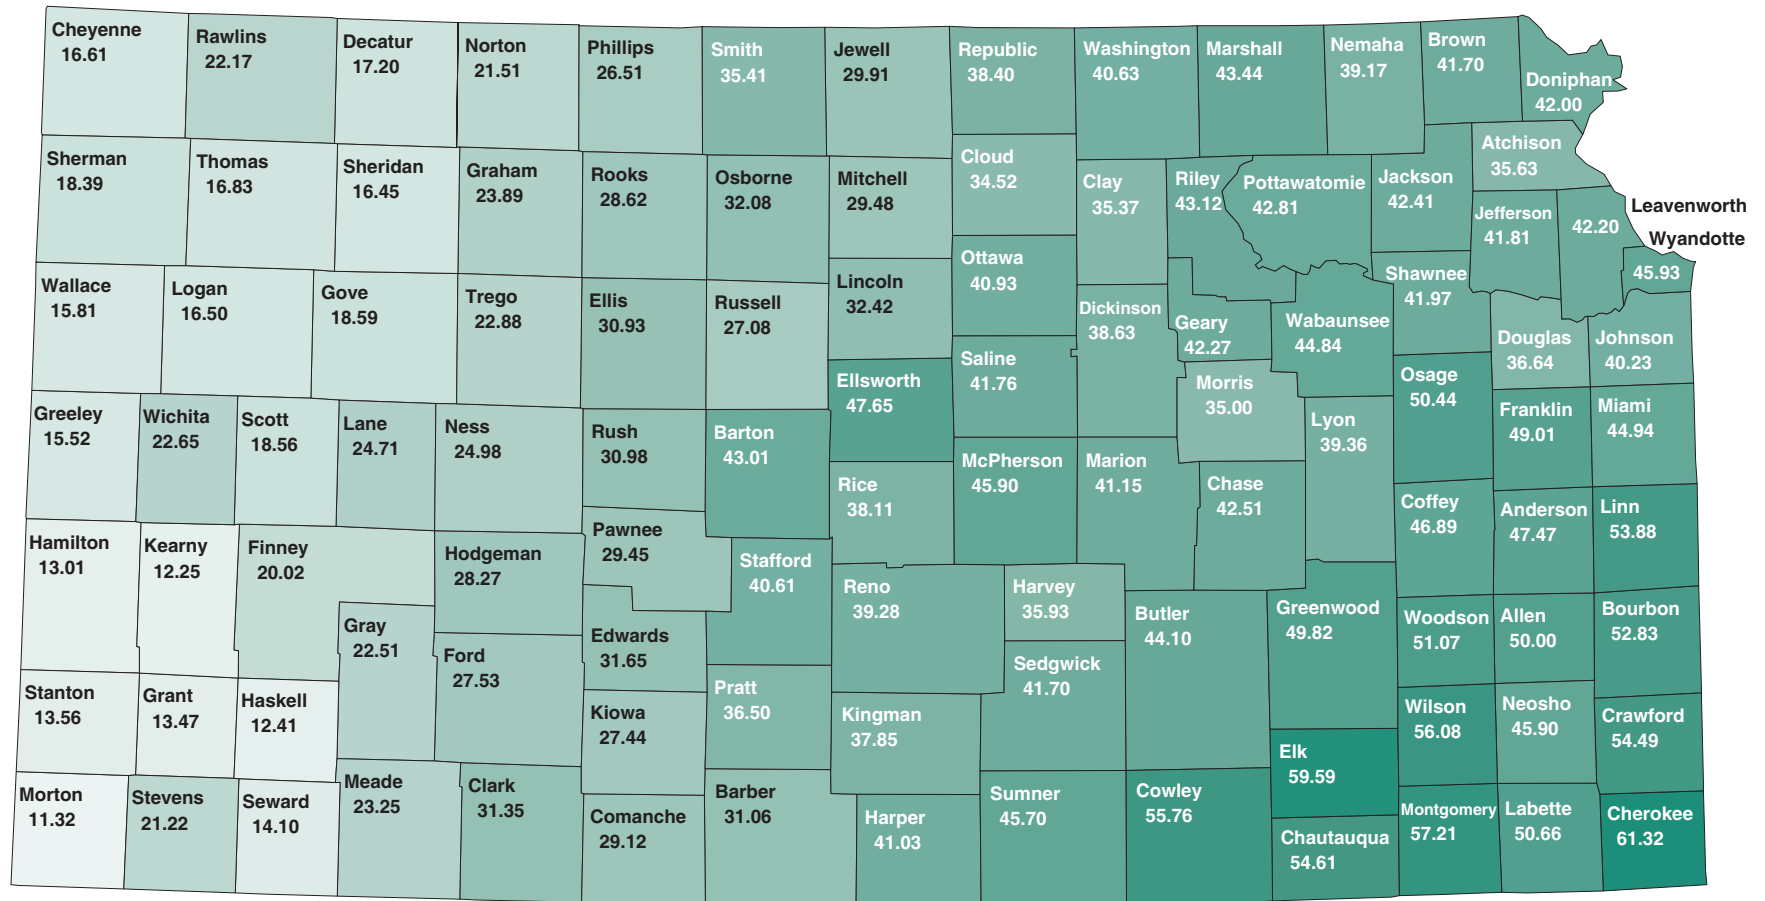 Cheyenne
16.61
Rawlins
22.17
Decatur
17.20
Norton
21.51
Phillips
26.51
Smith
35.41
Jewell
29.91
Republic
38.40
Washington
40.63
Marshall
43.44
Nemaha
39.17
Brown
41.70
Doniphan
42.00
Sherman
18.39
Thomas
16.83
Sheridan
16.45
Graham
23.89
Rooks
28.62
Osborne
32.08
Mitchell
29.48
Cloud
34.52
Clay
35.37
Riley
43.12
Pottawatomie
42.81
Jackson
42.41
Atchison
35.63
Jefferson
41.81
Leavenworth
42.20
Wyandotte
45.93
Wallace
15.81
Logan
16.50
Gove
18.59
Trego
22.88
Ellis
30.93
Russell
27.08
Lincoln
32.42
Ottawa
40.93
Dickinson
38.63
Geary
42.27
Wabaunsee
44.84
Shawnee
41.97
Douglas
36.64
Johnson
40.23
Ellsworth
47.65
Saline
41.76
Morris
35.00
Osage
50.44
Greeley
15.52
Wichita
22.65
Scott
18.56
Lane
24.71
Ness
24.98
Rush
30.98
Barton
43.01
Rice
38.11
McPherson
45.90
Marion
41.15
Chase
42.51
Lyon
39.36
Franklin
49.01
Miami
44.94
Coffey
46.89
Anderson
47.47
Linn
53.88
Hamilton
13.01
Kearny
12.25
Finney
20.02
Hodgeman
28.27
Pawnee
29.45
Stafford
40.61
Reno
39.28
Harvey
35.93
Butler
44.10
Greenwood
49.82
Woodson
51.07
Allen
50.00
Bourbon
52.83
Gray
22.51
Ford
27.53
Edwards
31.65
Sedgwick
41.70
Stanton
13.56
Grant
13.47
Haskell
12.41
Kiowa
27.44
Pratt
36.50
Kingman
37.85
Wilson
56.08
Neosho
45.90
Crawford
54.49
Elk
59.59
Morton
11.32
Stevens
21.22
Seward
14.10
Meade
23.25
Clark
31.35
Comanche
29.12
Barber
31.06
Harper
41.03
Sumner
45.70
Cowley
55.76
Chautauqua
54.61
Montgomery
57.21
Labette
50.66
Cherokee
61.32